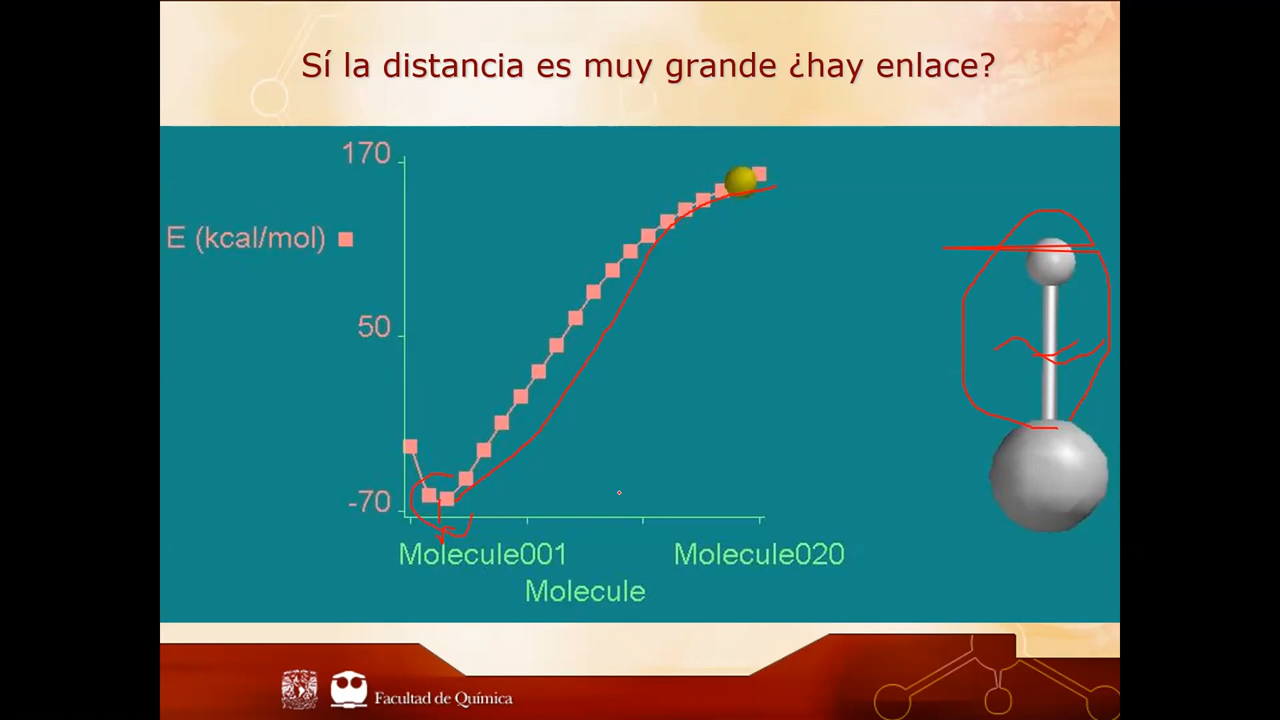 Sí la distancia es muy grande ¿hay enlace?
170
E (kcal/mol)
50
-70
Molecule001 Molecule020
Molecule
Facultad de Química